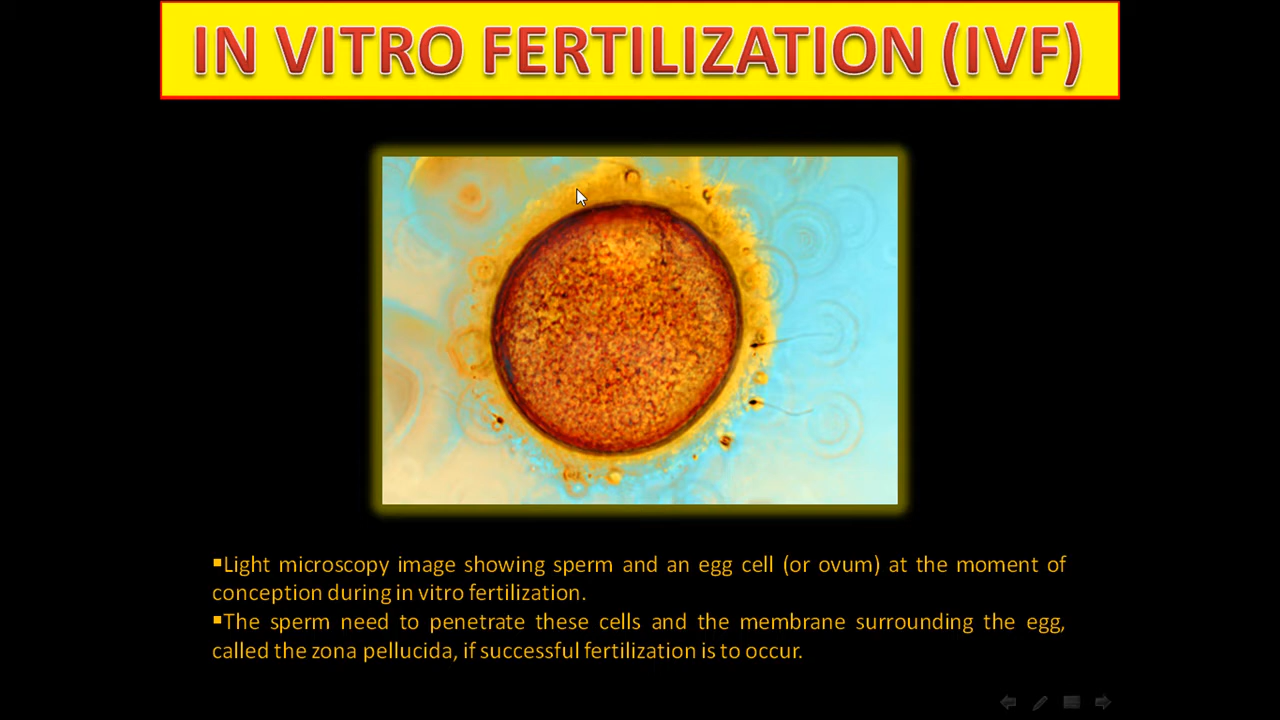 IN VITRO FERTILIZATION (IVF)
▪Light microscopy image showing sperm and an egg cell (or ovum) at the moment of
conception during in vitro fertilization.
▪The sperm need to penetrate these cells and the membrane surrounding the egg,
called the zona pellucida, if successful fertilization is to occur.